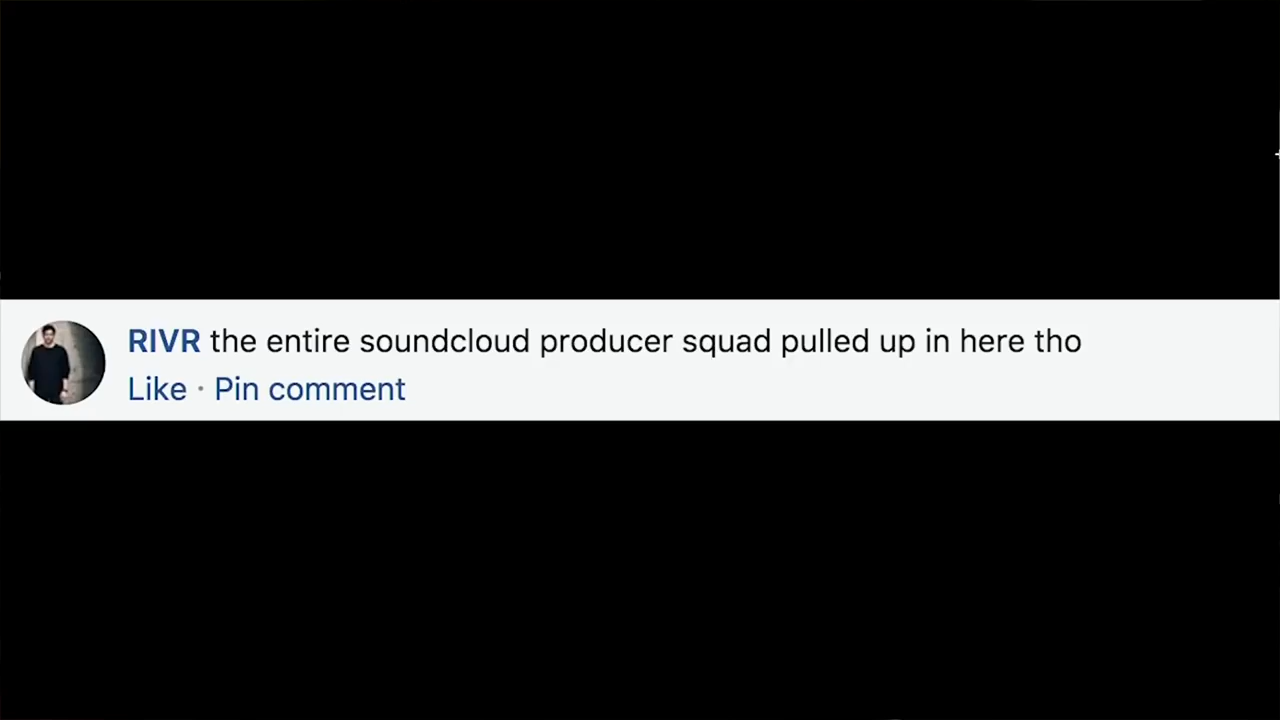 RIVR the entire soundcloud producer squad pulled up in here tho
Like · Pin comment